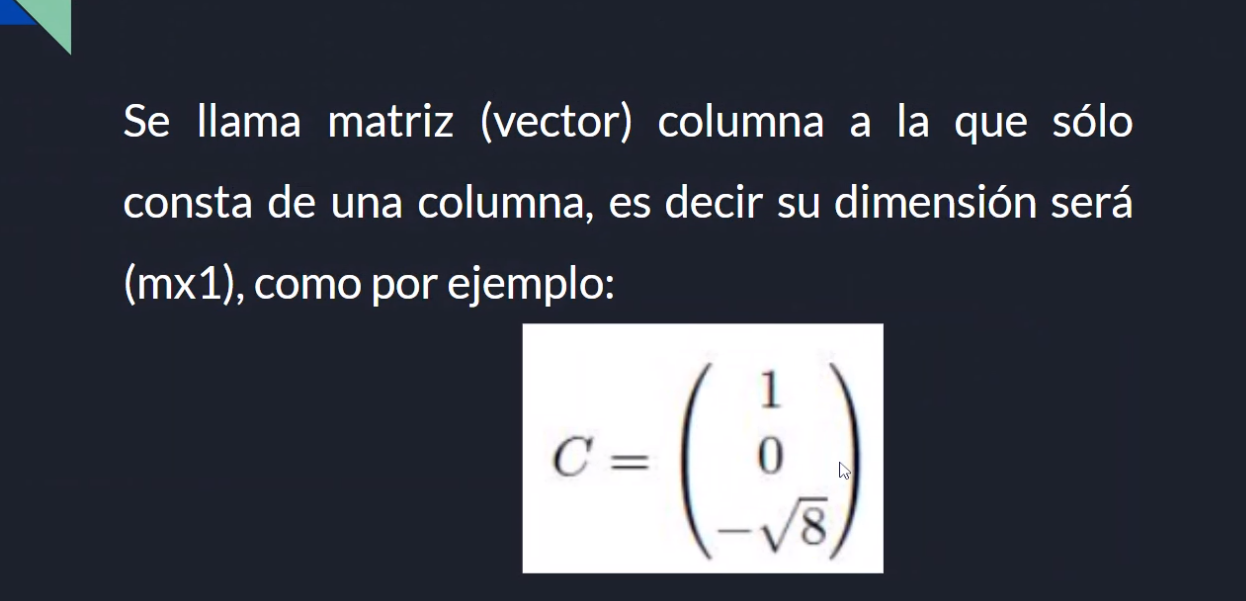 Se llama matriz (vector) columna a la que sólo
consta de una columna, es decir su dimensión será
(mx1), como por ejemplo:
1
C = 0
-√8